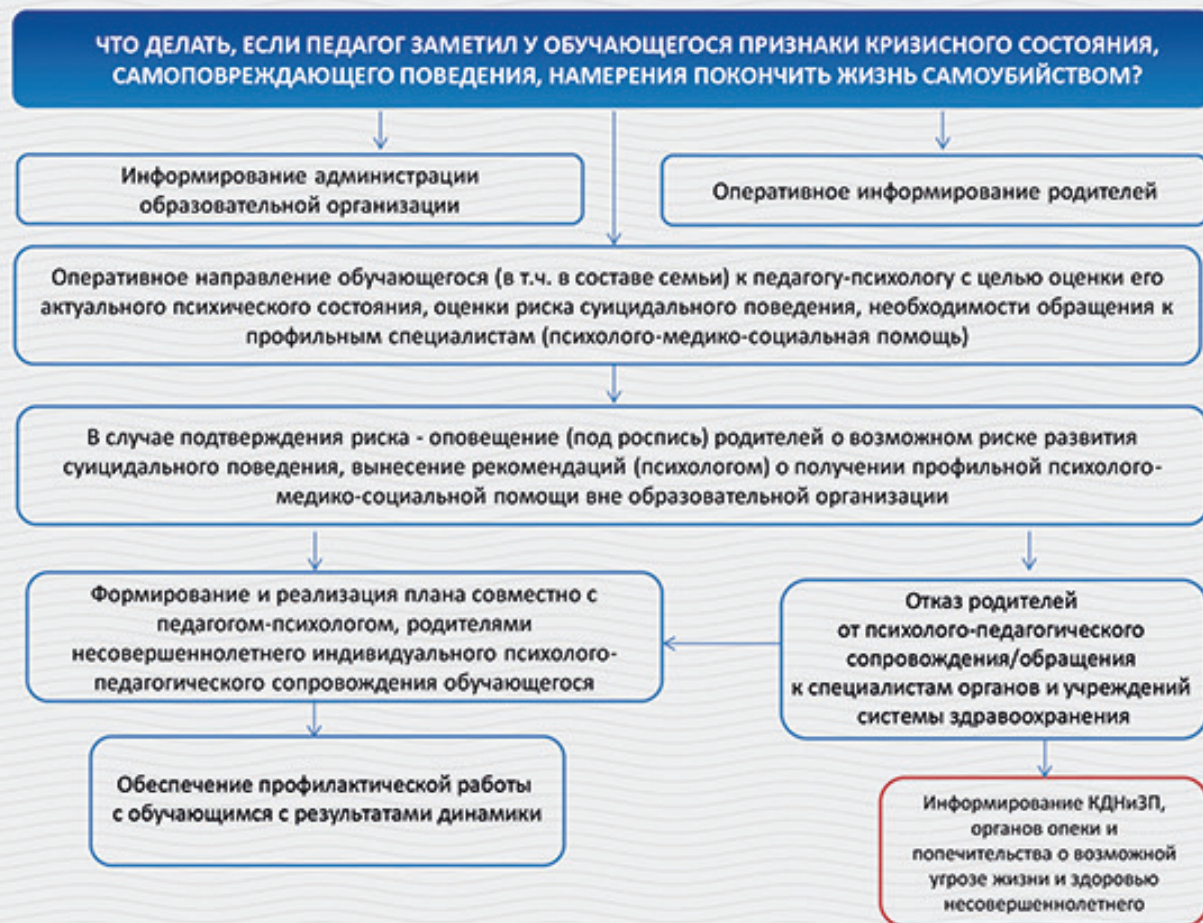 ЧТО ДЕЛАТЬ, ЕСЛИ ПЕДАГОГ ЗАМЕТИЛ У ОБУЧАЮЩЕГОСЯ ПРИЗНАКИ КРИЗИСНОГО СОСТОЯНИЯ,
САМОПОВРЕЖДАЮЩЕГО ПОВЕДЕНИЯ, НАМЕРЕНИЯ ПОКОНЧИТЬ ЖИЗНЬ САМОУБИЙСТВОМ?
Информирование администрации
образовательной организации
Оперативное информирование родителей
Оперативное направление обучающегося (в т.ч. в составе семьи) к педагогу-психологу с целью оценки его
актуального психического состояния, оценки риска суицидального поведения, необходимости обращения к
профильным специалистам (психолого-медико-социальная помощь)
В случае подтверждения риска - оповещение (под роспись) родителей о возможном риске развития
суицидального поведения, вынесение рекомендаций (психологом) о получении профильной психолого-
медико-социальной помощи вне образовательной организации
Формирование и реализация плана совместно с
педагогом-психологом, родителями
несовершеннолетнего индивидуального психолого-
педагогического сопровождения обучающегося
Отказ родителей
от психолого-педагогического
сопровождения/обращения
к специалистам органов и учреждений
системы здравоохранения
Обеспечение профилактической работы
с обучающимся с результатами динамики
Информирование КДНиЗП,
органов опеки и
попечительства о возможной
угрозе жизни и здоровью
несовершеннолетнего